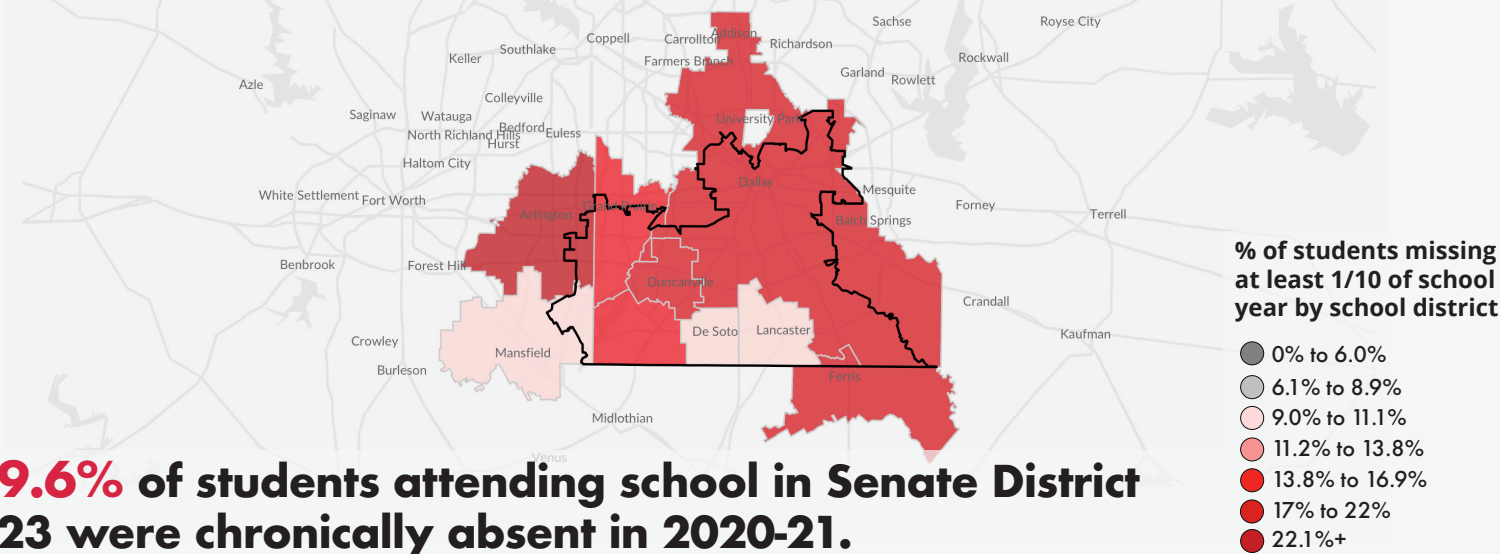 Sachse
Royse City
Coppell
Carrollton
Addison
Richardson
Southlake
Keller
Farmers Branch
Rockwall
Garland
Rowlett
Azle
Colleyville
Saginaw
Watauga
University Park
North Richland Hills
Bedford
Euless
Hurst
Haltom City
Dallas
Mesquite
White Settlement
Fort Worth
Grand Prairie
Forney
Terrell
Arlington
Balch Springs
Benbrook
Forest Hill
Duncanville
Crandall
De Soto
Lancaster
Kaufman
Crowley
Mansfield
Burleson
Ferris
Midlothian
Venus
% of students missing
at least 1/10 of school
year by school district
0% to 6.0%
6.1% to 8.9%
9.0% to 11.1%
11.2% to 13.8%
13.8% to 16.9%
17% to 22%
22.1%+
9.6% of students attending school in Senate District
23 were chronically absent in 2020-21.